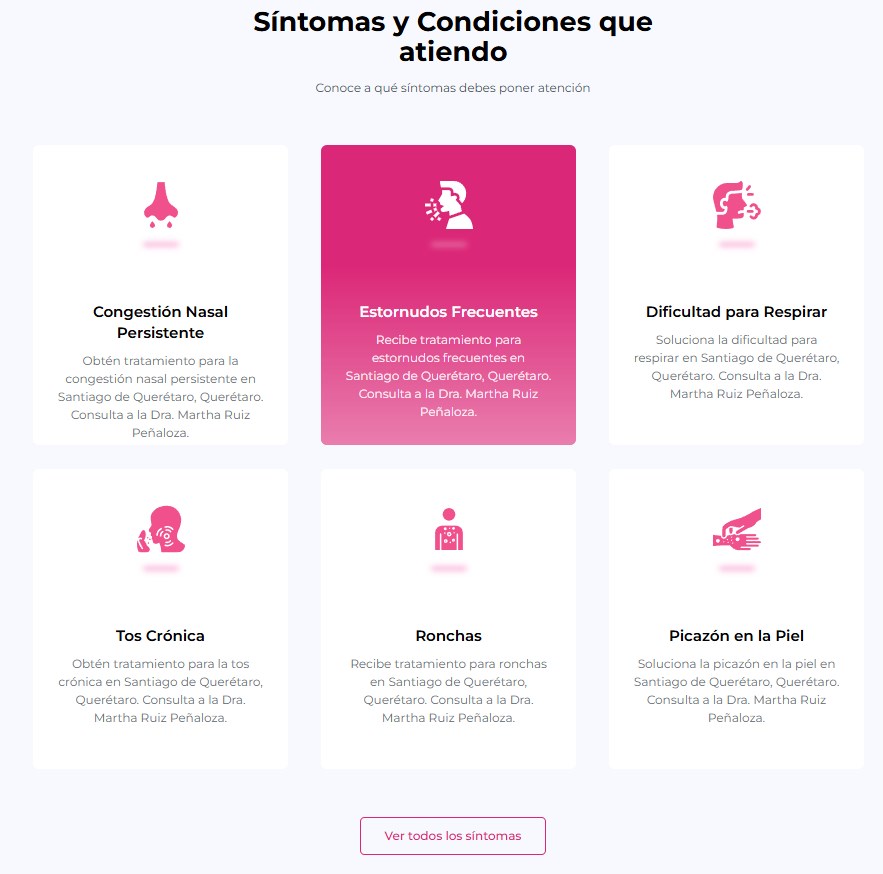 Síntomas y Condiciones que
atiendo
Conoce a qué síntomas debes poner atención
Congestión Nasal
Persistente
Obtén tratamiento para la
congestión nasal persistente en
Santiago de Querétaro, Querétaro.
Consulta a la Dra. Martha Ruiz
Peñaloza.
Estornudos Frecuentes
Recibe tratamiento para
estornudos frecuentes en
Santiago de Querétaro, Querétaro.
Consulta a la Dra. Martha Ruiz
Peñaloza.
Dificultad para Respirar
Soluciona la dificultad para
respirar en Santiago de Querétaro,
Querétaro. Consulta a la Dra.
Martha Ruiz Peñaloza.
Tos Crónica
Obtén tratamiento para la tos
crónica en Santiago de Querétaro,
Querétaro. Consulta a la Dra.
Martha Ruiz Peñaloza.
Ronchas
Recibe tratamiento para ronchas
en Santiago de Querétaro,
Querétaro. Consulta a la Dra.
Martha Ruiz Peñaloza.
Picazón en la Piel
Soluciona la picazón en la piel en
Santiago de Querétaro, Querétaro.
Consulta a la Dra. Martha Ruiz
Peñaloza.
Ver todos los síntomas